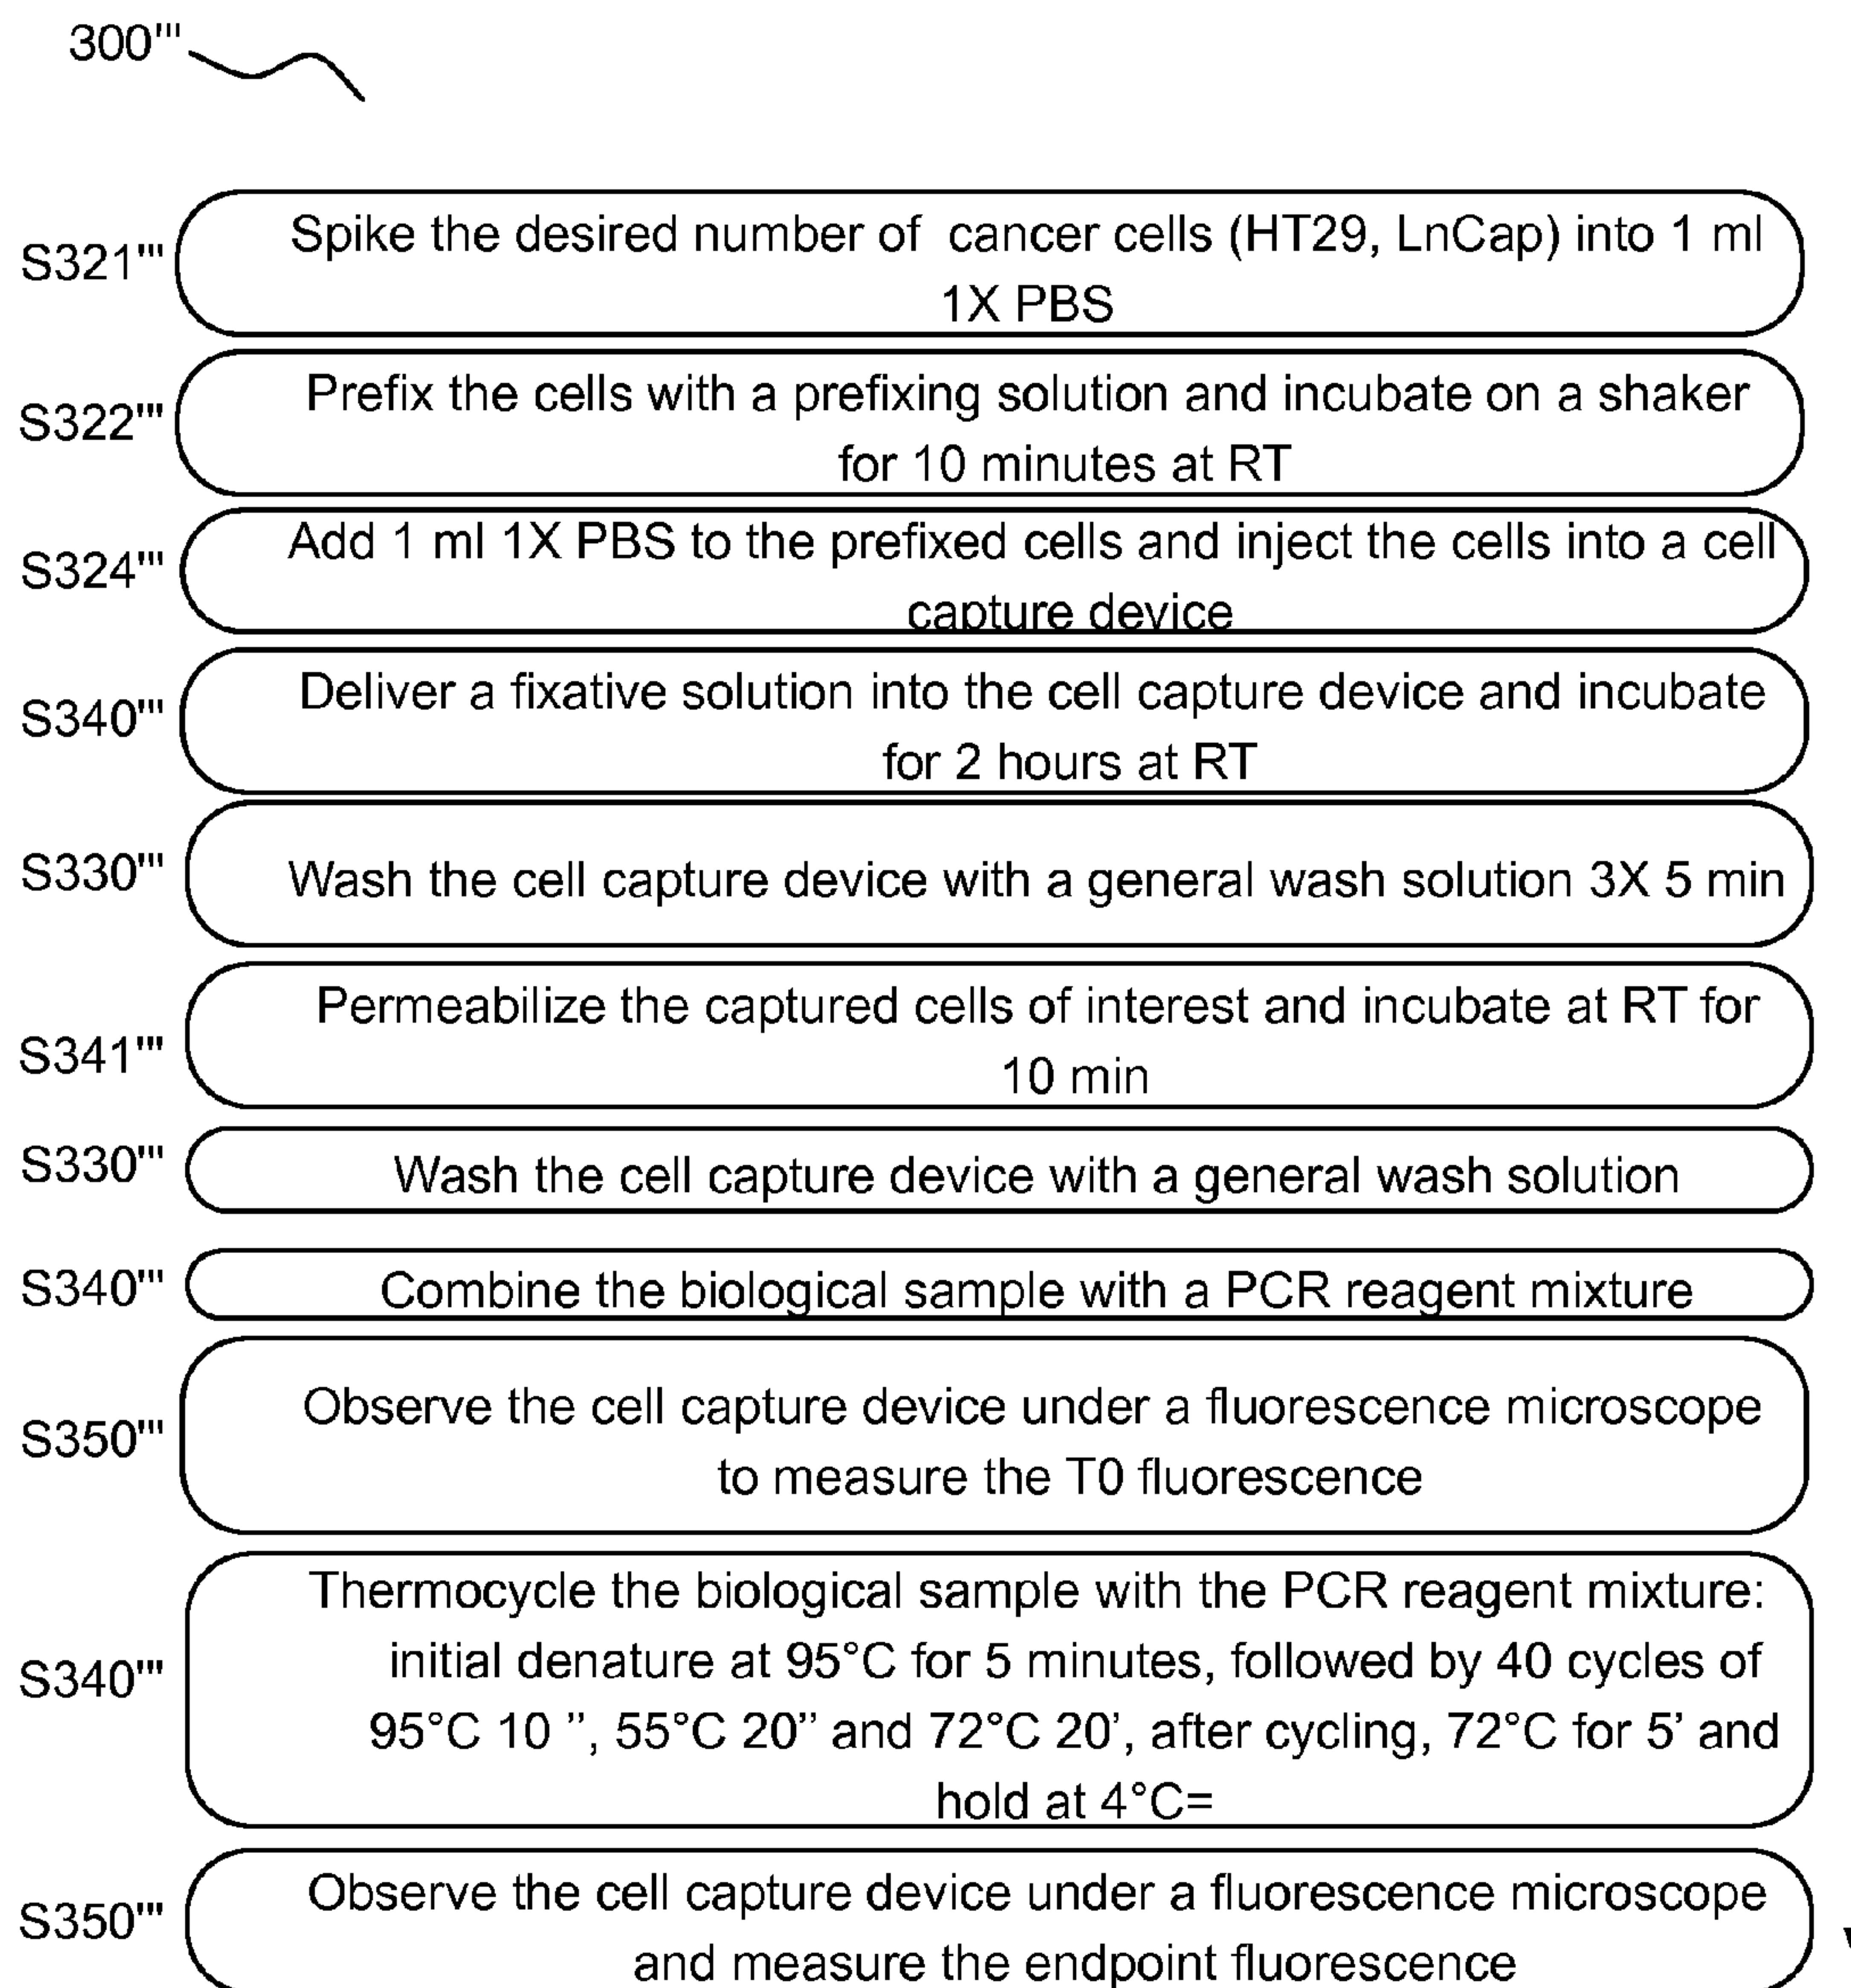 300'''
S321'''
Spike the desired number of cancer cells (HT29, LnCap) into 1 ml
1X PBS
S322'''
Prefix the cells with a prefixing solution and incubate on a shaker
for 10 minutes at RT
S324'''
Add 1 ml 1X PBS to the prefixed cells and inject the cells into a cell
capture device
S340'''
Deliver a fixative solution into the cell capture device and incubate
for 2 hours at RT
S330'''
Wash the cell capture device with a general wash solution 3X 5 min
S341'''
Permeabilize the captured cells of interest and incubate at RT for
10 min
S330'''
Wash the cell capture device with a general wash solution
S340'''
Combine the biological sample with a PCR reagent mixture
S350'''
Observe the cell capture device under a fluorescence microscope
to measure the T0 fluorescence
S340'''
Thermocycle the biological sample with the PCR reagent mixture:
initial denature at 95°C for 5 minutes, followed by 40 cycles of
95°C 10 ”, 55°C 20” and 72°C 20’, after cycling, 72°C for 5’ and
hold at 4°C=
S350'''
Observe the cell capture device under a fluorescence microscope
and measure the endpoint fluorescence